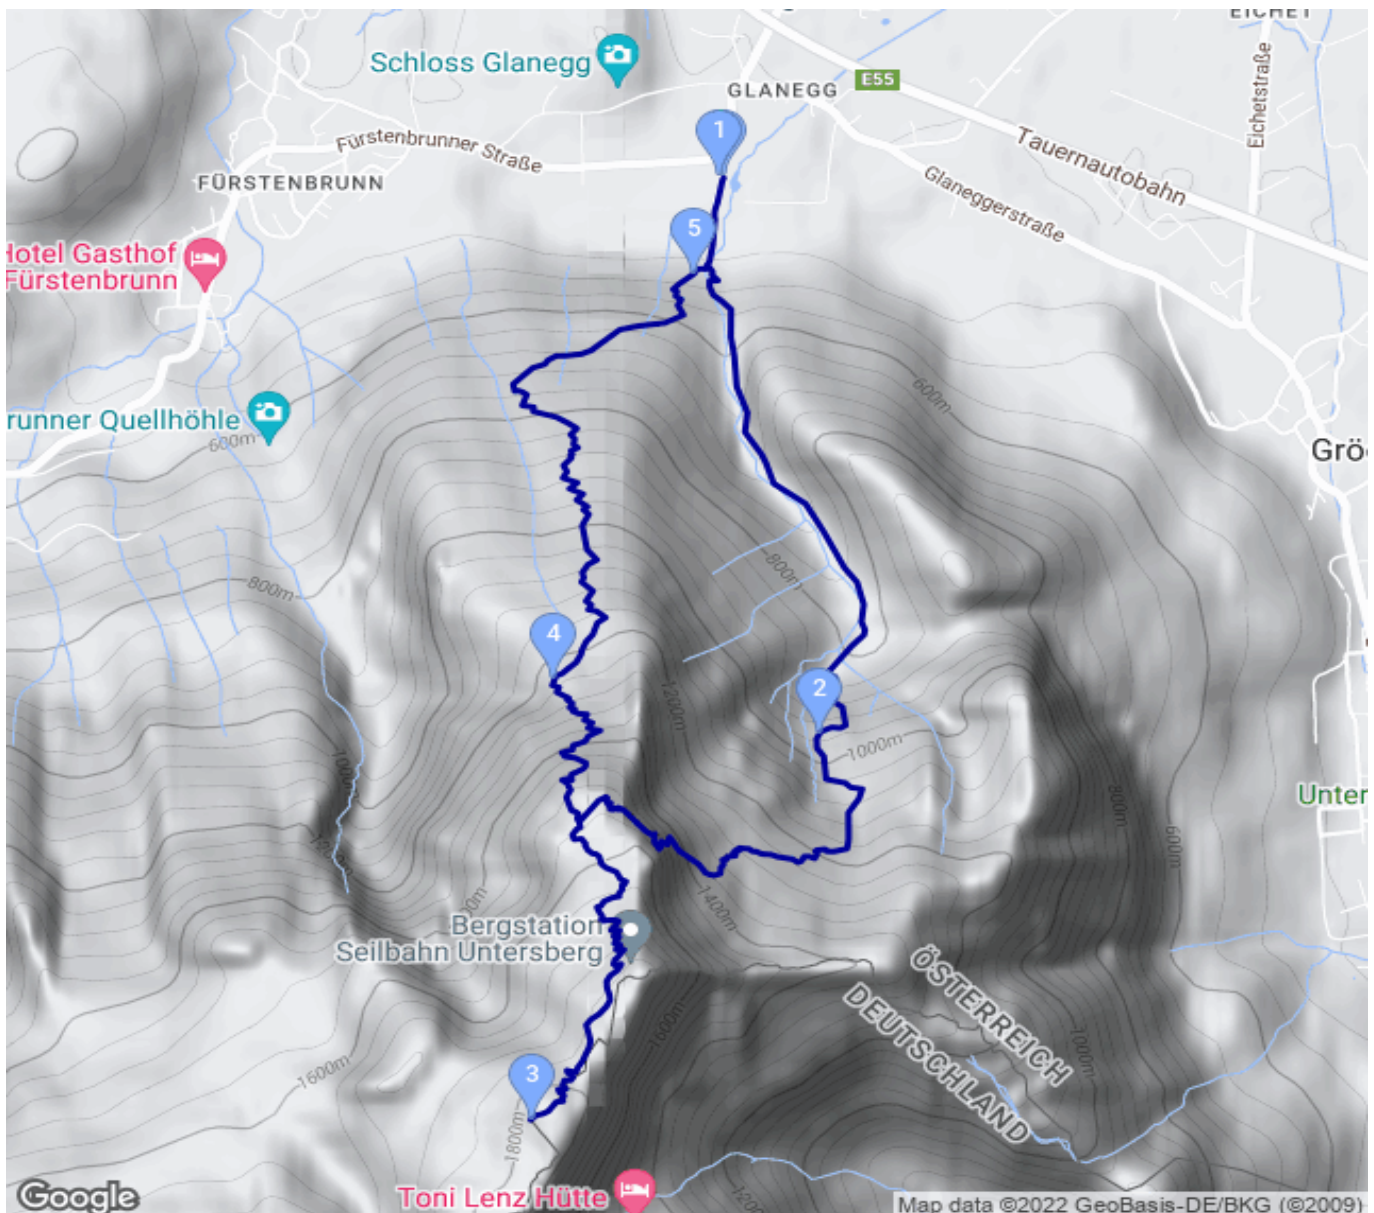 EICHET
Schloss Glanegg
GLANEGG
E55
Eichetstraße
1
Fürstenbrunner Straße
Tauernautobahn
FÜRSTENBRUNN
Glaneggerstraße
5
Hotel Gasthof
Fürstenbrunn
600m
runner Quellhöhle
600m
Grö
800m
800m
4
1200m
2
1000m
1000m
800m
Unter
600m
1400m
Bergstation
Seilbahn Untersberg
ÖSTERREICH
DEUTSCHLAND
1600m
1000m
1600m
3
1800m
Toni Lenz Hütte
Google
Map data ©2022 GeoBasis-DE/BKG (©2009)